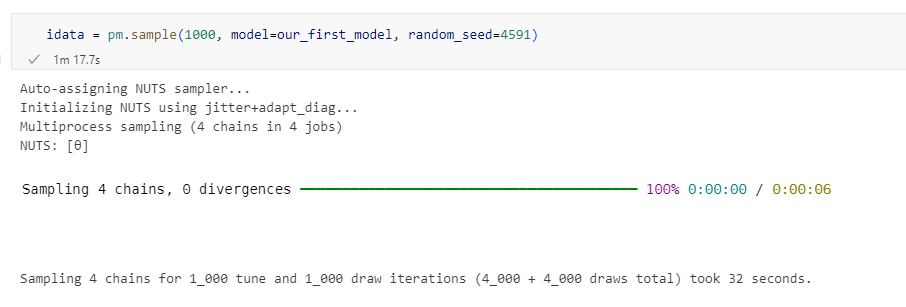 idata = pm.sample(1000, model=our_first_model, random_seed=4591)
✓ 1m 17.7s
Auto-assigning NUTS sampler...
Initializing NUTS using jitter+adapt_diag...
Multiprocess sampling (4 chains in 4 jobs)
NUTS: [θ]
Sampling 4 chains, 0 divergences 100% 0:00:00 / 0:00:06
Sampling 4 chains for 1_000 tune and 1_000 draw iterations (4_000 + 4_000 draws total) took 32 seconds.